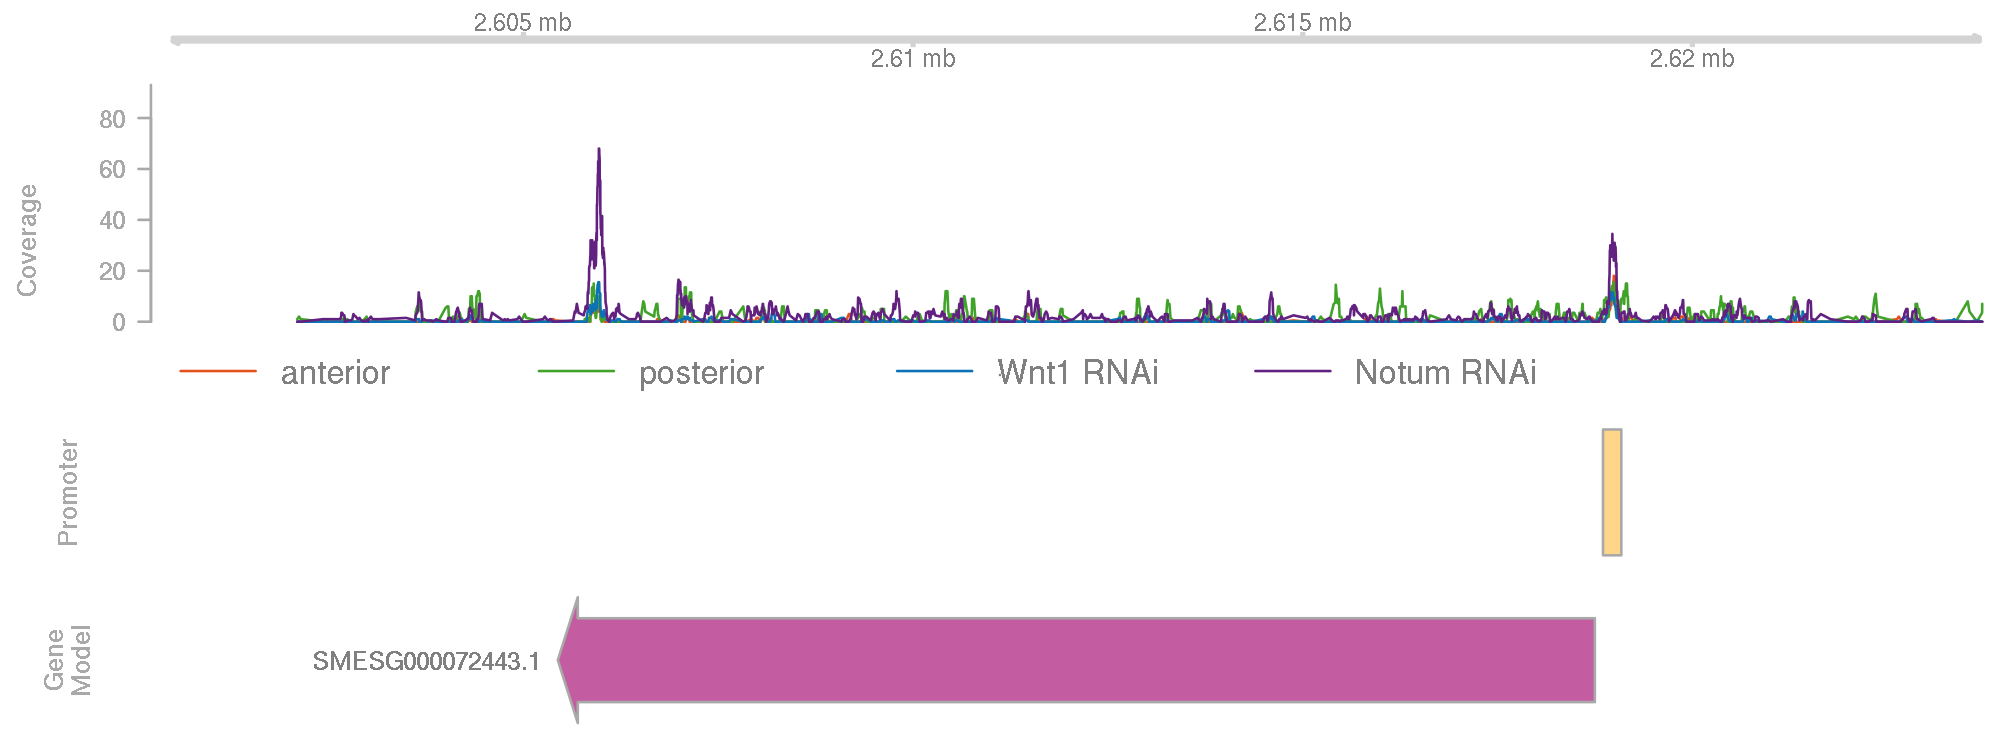 2.605 mb
2.615 mb
2.61 mb
2.62 mb
80
60
40
20
0
Coverage
anterior
posterior
Wnt1 RNAi
Notum RNAi
Promoter
Gene
Model
SMESG000072443.1